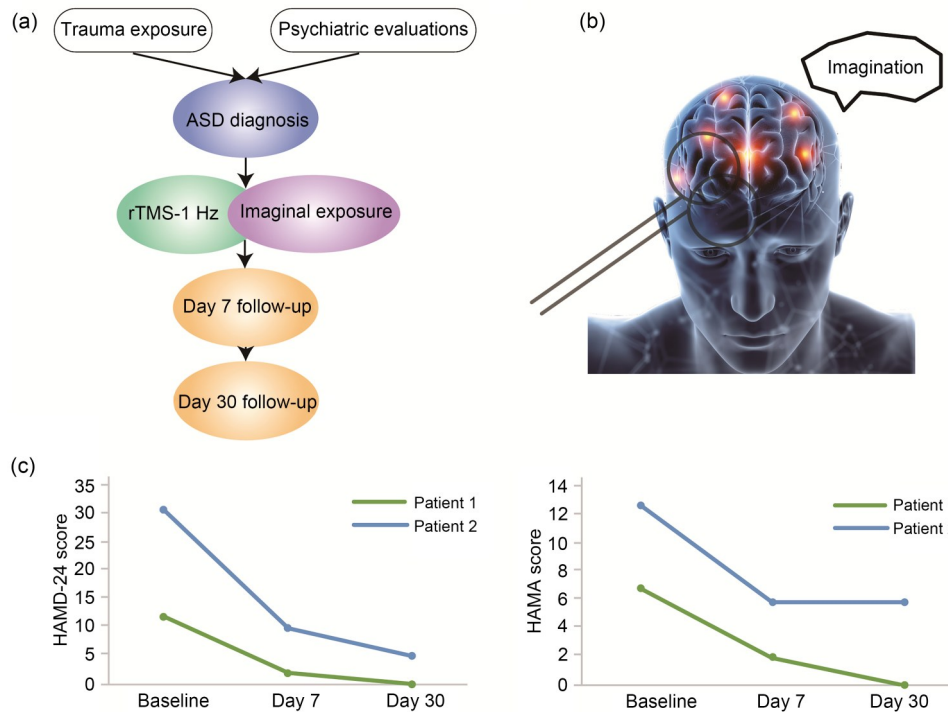 (a)
Trauma exposure
Psychiatric evaluations
ASD diagnosis
rTMS-1 Hz
Imaginal exposure
Day 7 follow-up
Day 30 follow-up
(b)
Imagination
(c)
HAMD-24 score
35
30
25
20
15
10
5
0
Baseline
Day 7
Day 30
Patient 1
Patient 2
HAMA score
14
12
10
8
6
4
2
0
Baseline
Day 7
Day 30
Patient
Patient